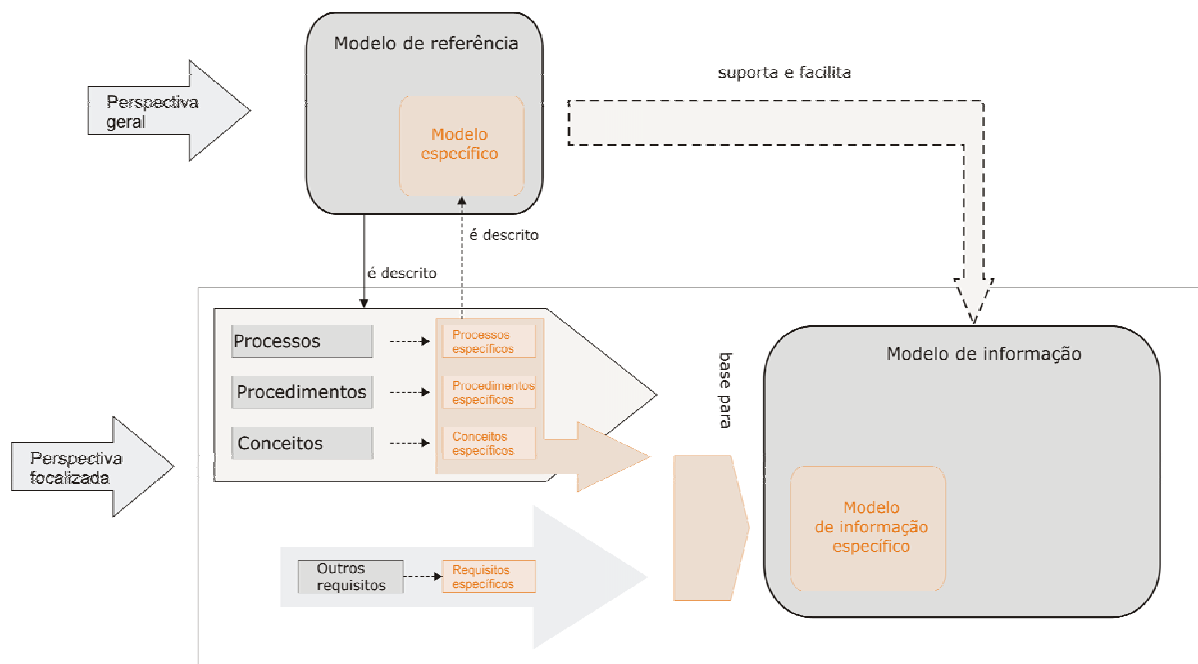 Modelo de referência
suporta e facilita
Perspectiva
geral
Modelo
específico
é descrito
é descrito
Processos
Processos
específicos
Procedimentos
Procedimentos
específicos
Conceitos
Conceitos
específicos
base para
Modelo de informação
Perspectiva
focalizada
Modelo
de informação
específico
Outros
requisitos
Requisitos
específicos